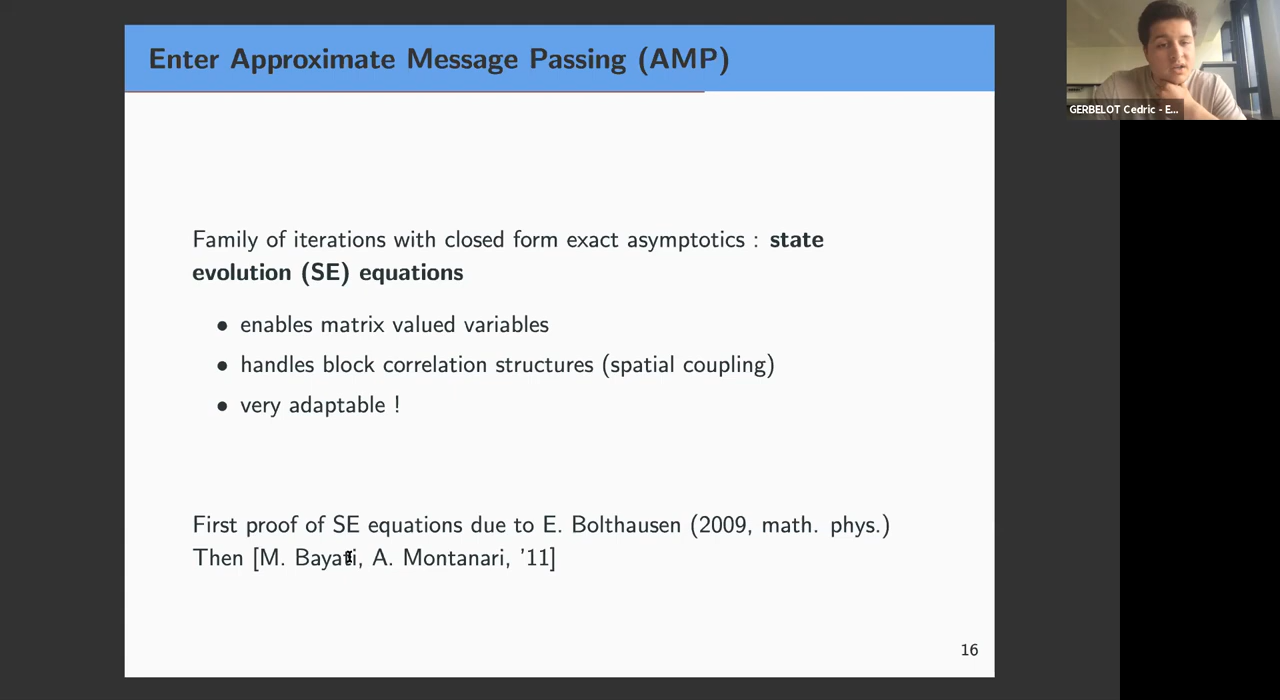 Enter Approximate Message Passing (AMP)
GERBELOT Cedric - E...
Family of iterations with closed form exact asymptotics : state
evolution (SE) equations
• enables matrix valued variables
• handles block correlation structures (spatial coupling)
• very adaptable !
First proof of SE equations due to E. Bolthausen (2009, math. phys.)
Then [M. Bayati, A. Montanari, '11]
16